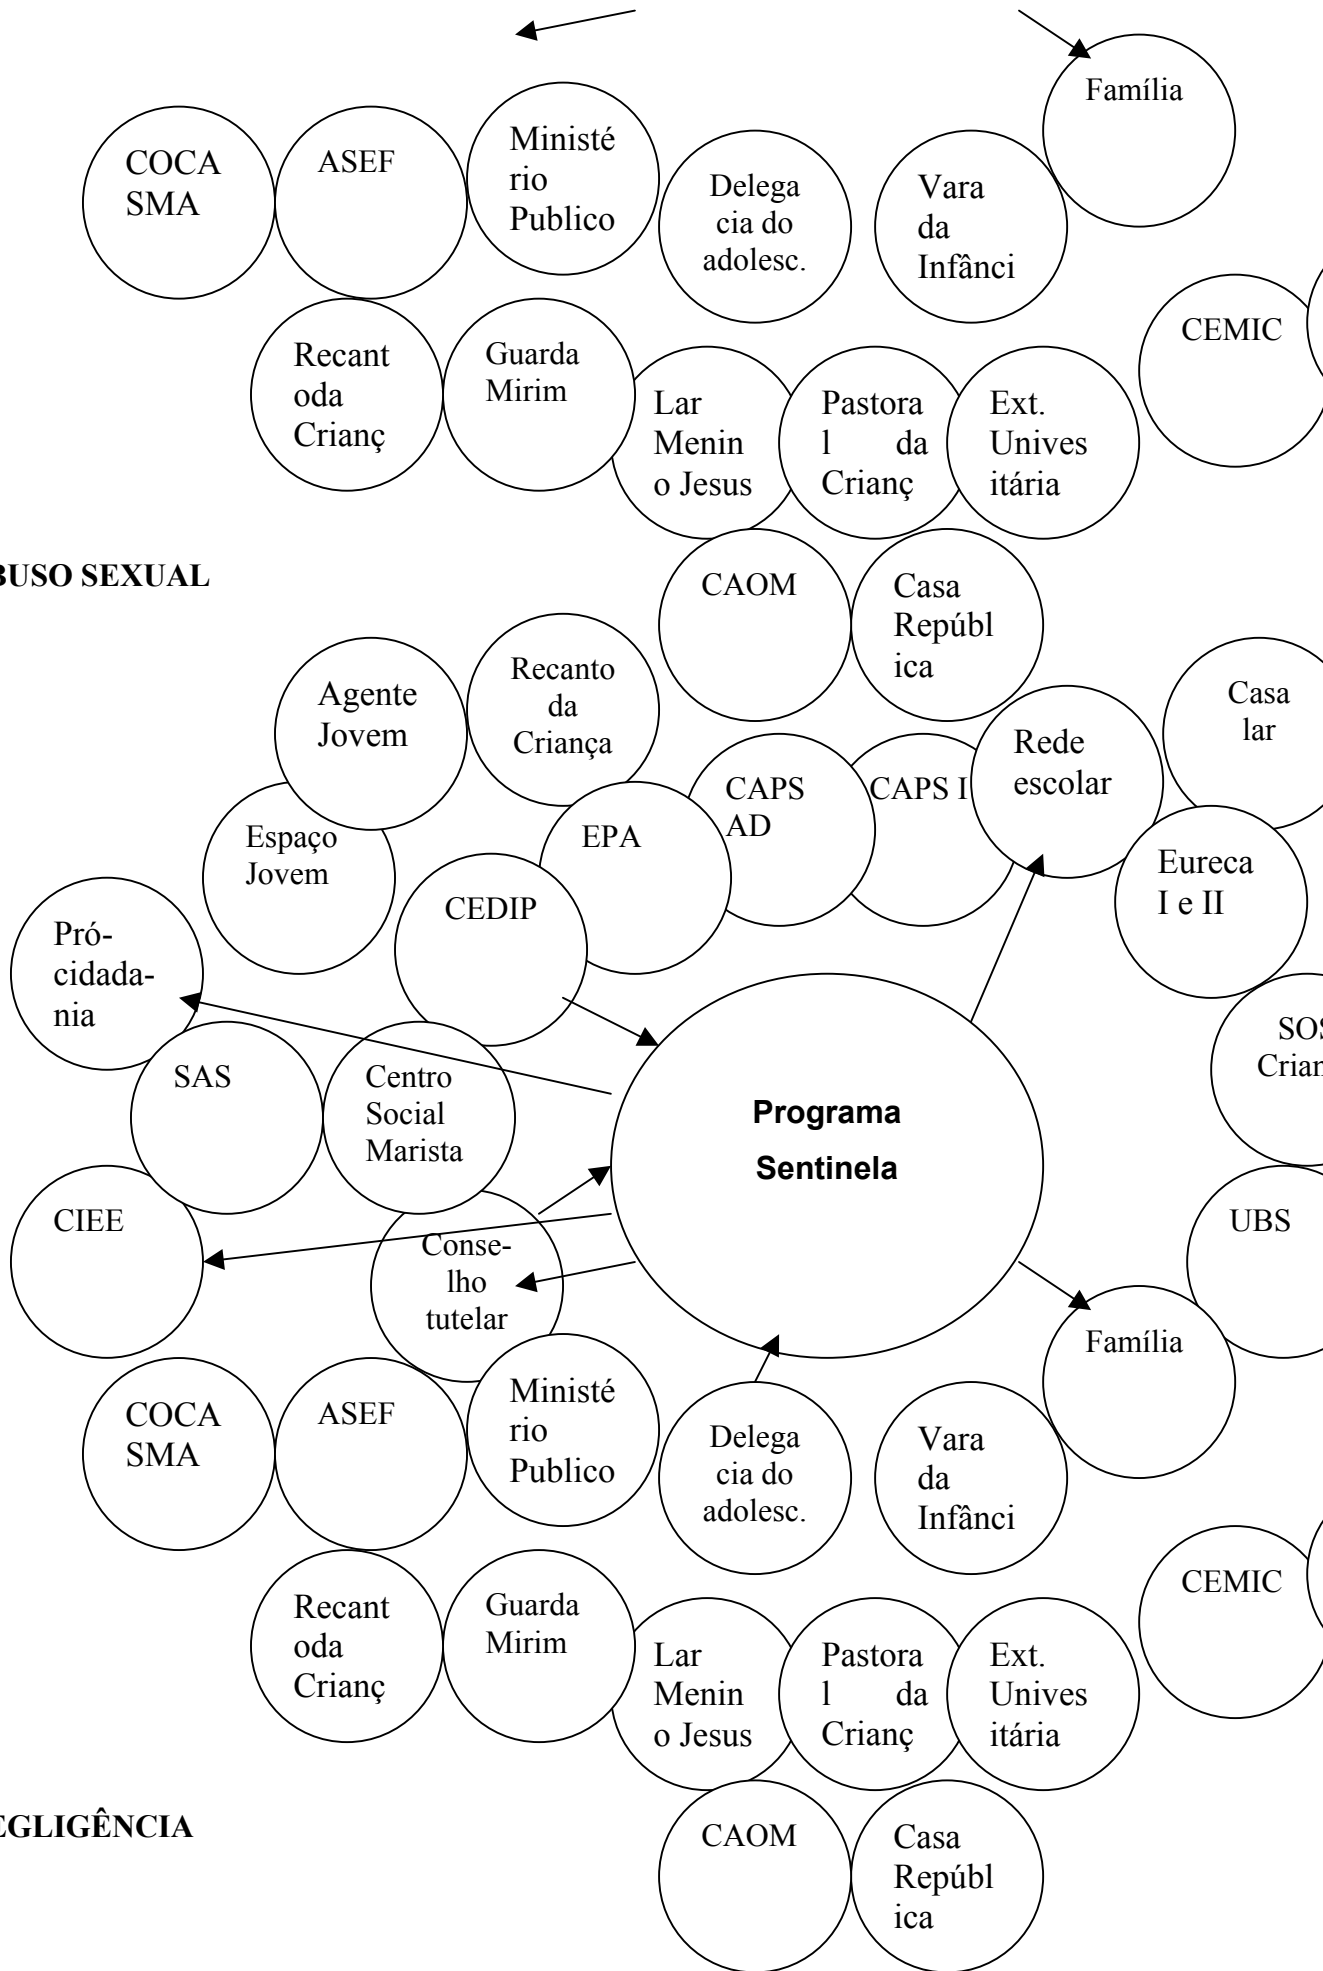 Família
COCA
SMA
ASEF
Ministé
rio
Publico
Delega
cia do
adolesc.
Vara
da
Infânci
CEMIC
Recant
oda
Crianç
Guarda
Mirim
Lar
Menin
o Jesus
Pastora
l da
Crianç
Ext.
Unives
itária
BUSO SEXUAL
CAOM
Casa
Repúbl
ica
Agente
Jovem
Recanto
da
Criança
Casa
lar
Rede
escolar
CAPS
AD
CAPS I
Espaço
Jovem
EPA
Eureca
I e II
CEDIP
Pró-
cidada-
nia
SOS
Crian
SAS
Centro
Social
Marista
Programa
Sentinela
CIEE
Conse-
lho
tutelar
UBS
Família
COCA
SMA
ASEF
Ministé
rio
Publico
Delega
cia do
adolesc.
Vara
da
Infânci
CEMIC
Recant
oda
Crianç
Guarda
Mirim
Lar
Menin
o Jesus
Pastora
l da
Crianç
Ext.
Unives
itária
EGLIGÊNCIA
CAOM
Casa
Repúbl
ica